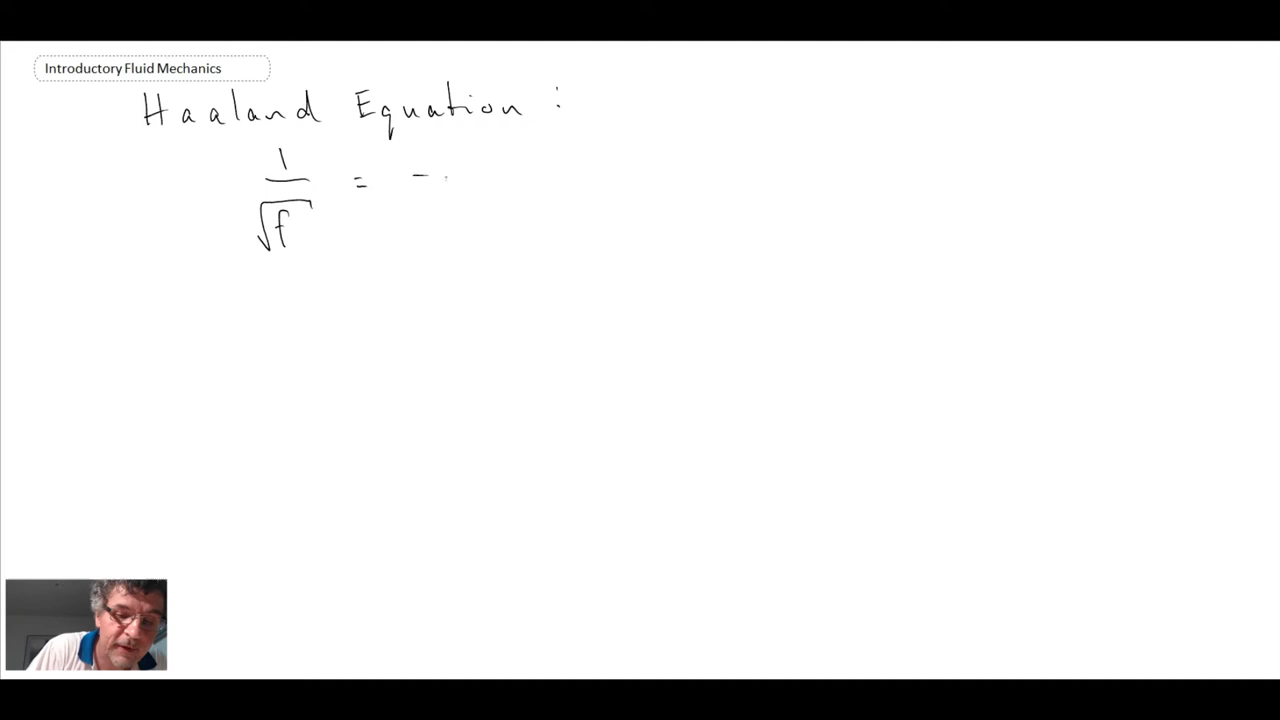 Introductory Fluid Mechanics
Haaland Equation :
1
= -
√f